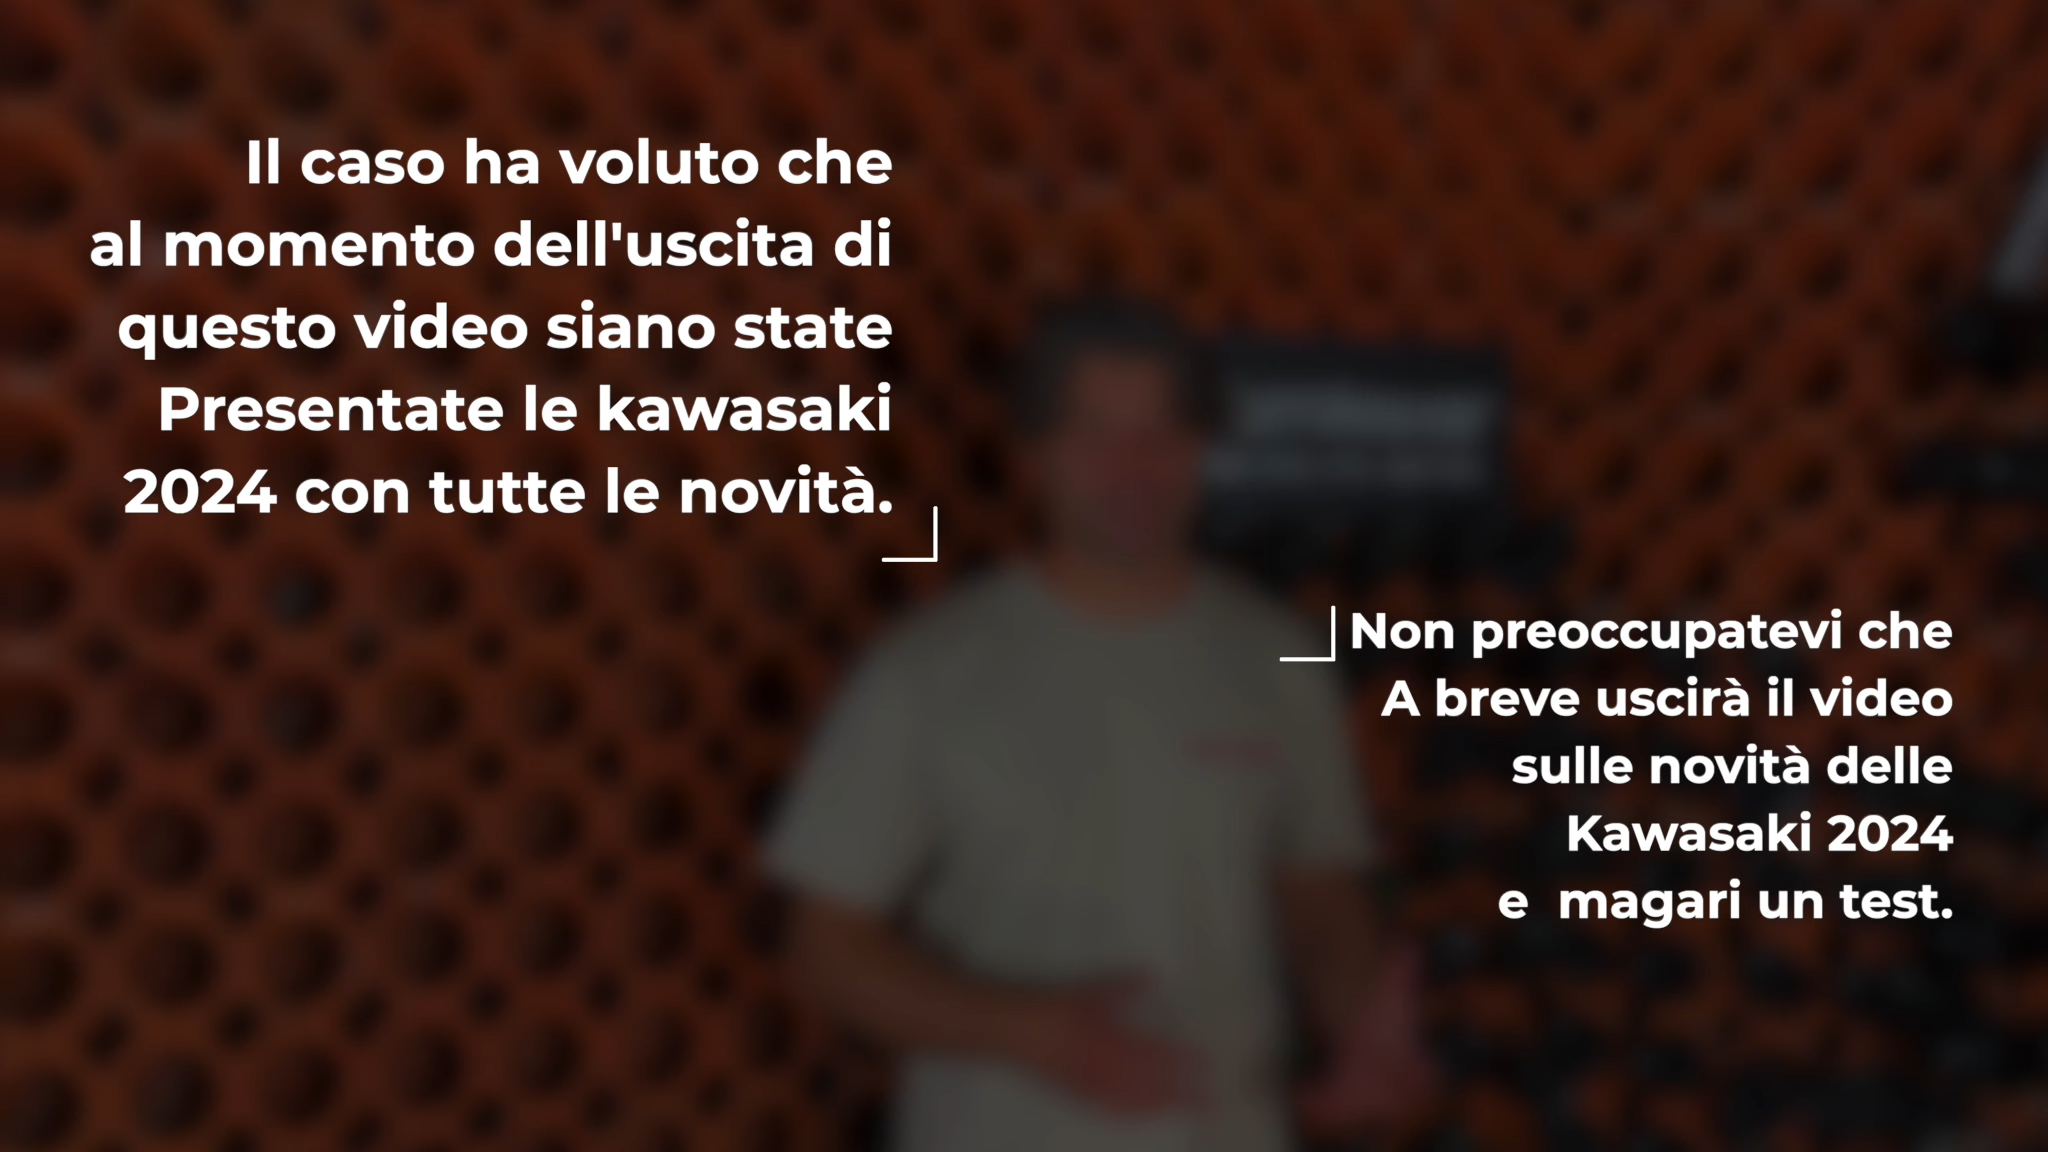 Il caso ha voluto che
al momento dell'uscita di
questo video siano state
Presentate le kawasaki
2024 con tutte le novità.
Non preoccupatevi che
A breve uscirà il video
sulle novità delle
Kawasaki 2024
e  magari un test.